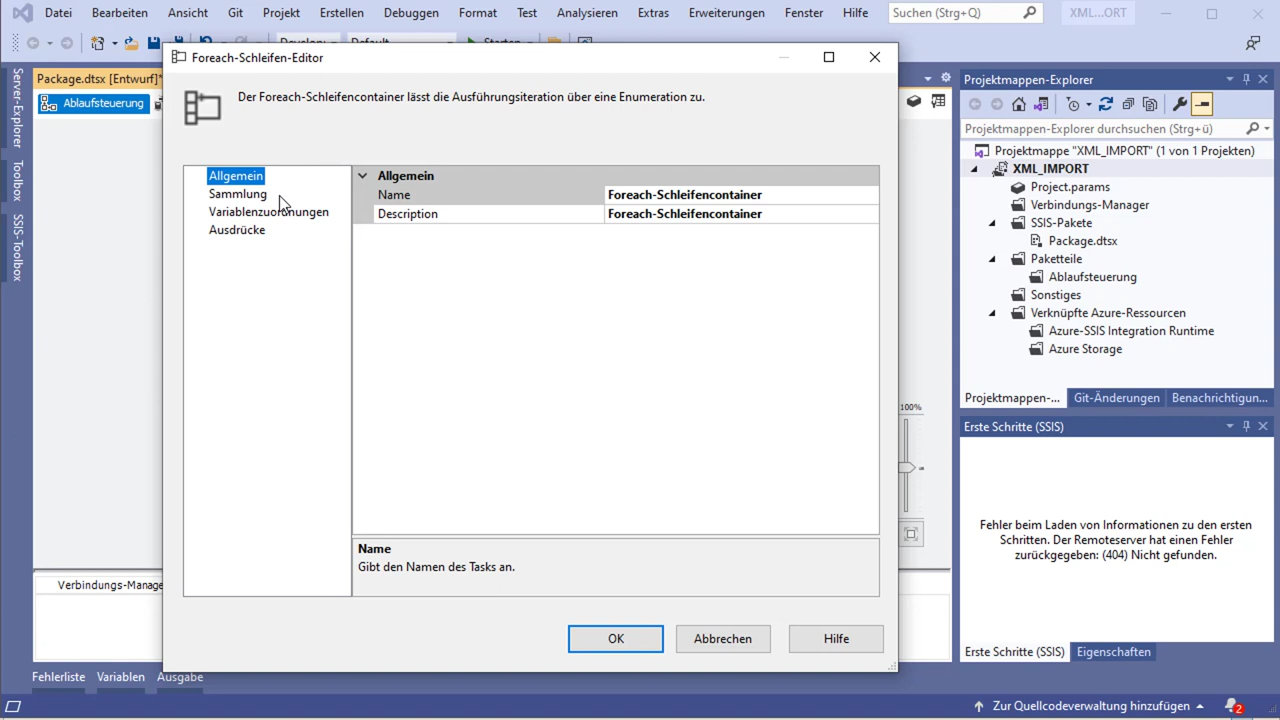 Datei Bearbeiten Ansicht Git Projekt Erstellen Debuggen Format Test Analysieren Extras Erweiterungen Fenster Hilfe Suchen (Strg+Q) XML...ORT
Package.dtsx [Entwurf]*
Ablaufsteuerung
Server-Explorer
Toolbox
SSIS-Toolbox
Foreach-Schleifen-Editor
Der Foreach-Schleifencontainer lässt die Ausführungsiteration über eine Enumeration zu.
Allgemein
Sammlung
Variablenzuordnungen
Ausdrücke
Allgemein
Name Foreach-Schleifencontainer
Description Foreach-Schleifencontainer
Name
Gibt den Namen des Tasks an.
OK Abbrechen Hilfe
100%
Verbindungs-Manage
Fehlerliste Variablen Ausgabe
Projektmappen-Explorer
Projektmappen-Explorer durchsuchen (Strg+ü)
Projektmappe "XML_IMPORT" (1 von 1 Projekten)
XML_IMPORT
Project.params
Verbindungs-Manager
SSIS-Pakete
Package.dtsx
Paketteile
Ablaufsteuerung
Sonstiges
Verknüpfte Azure-Ressourcen
Azure-SSIS Integration Runtime
Azure Storage
Projektmappen-... Git-Änderungen Benachrichtigun...
Erste Schritte (SSIS)
Fehler beim Laden von Informationen zu den ersten
Schritten. Der Remoteserver hat einen Fehler
zurückgegeben: (404) Nicht gefunden.
Erste Schritte (SSIS) Eigenschaften
Zur Quellcodeverwaltung hinzufügen 2